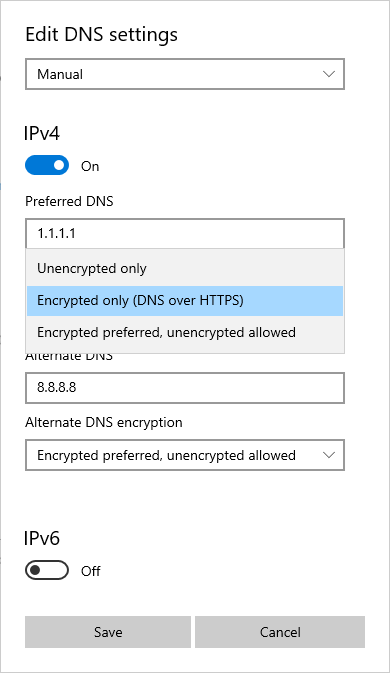 Edit DNS settings
Manual
IPv4
On
Preferred DNS
1.1.1.1
Unencrypted only
Encrypted only (DNS over HTTPS)
Encrypted preferred, unencrypted allowed
Alternate DNS
8.8.8.8
Alternate DNS encryption
Encrypted preferred, unencrypted allowed
IPv6
Off
Save
Cancel